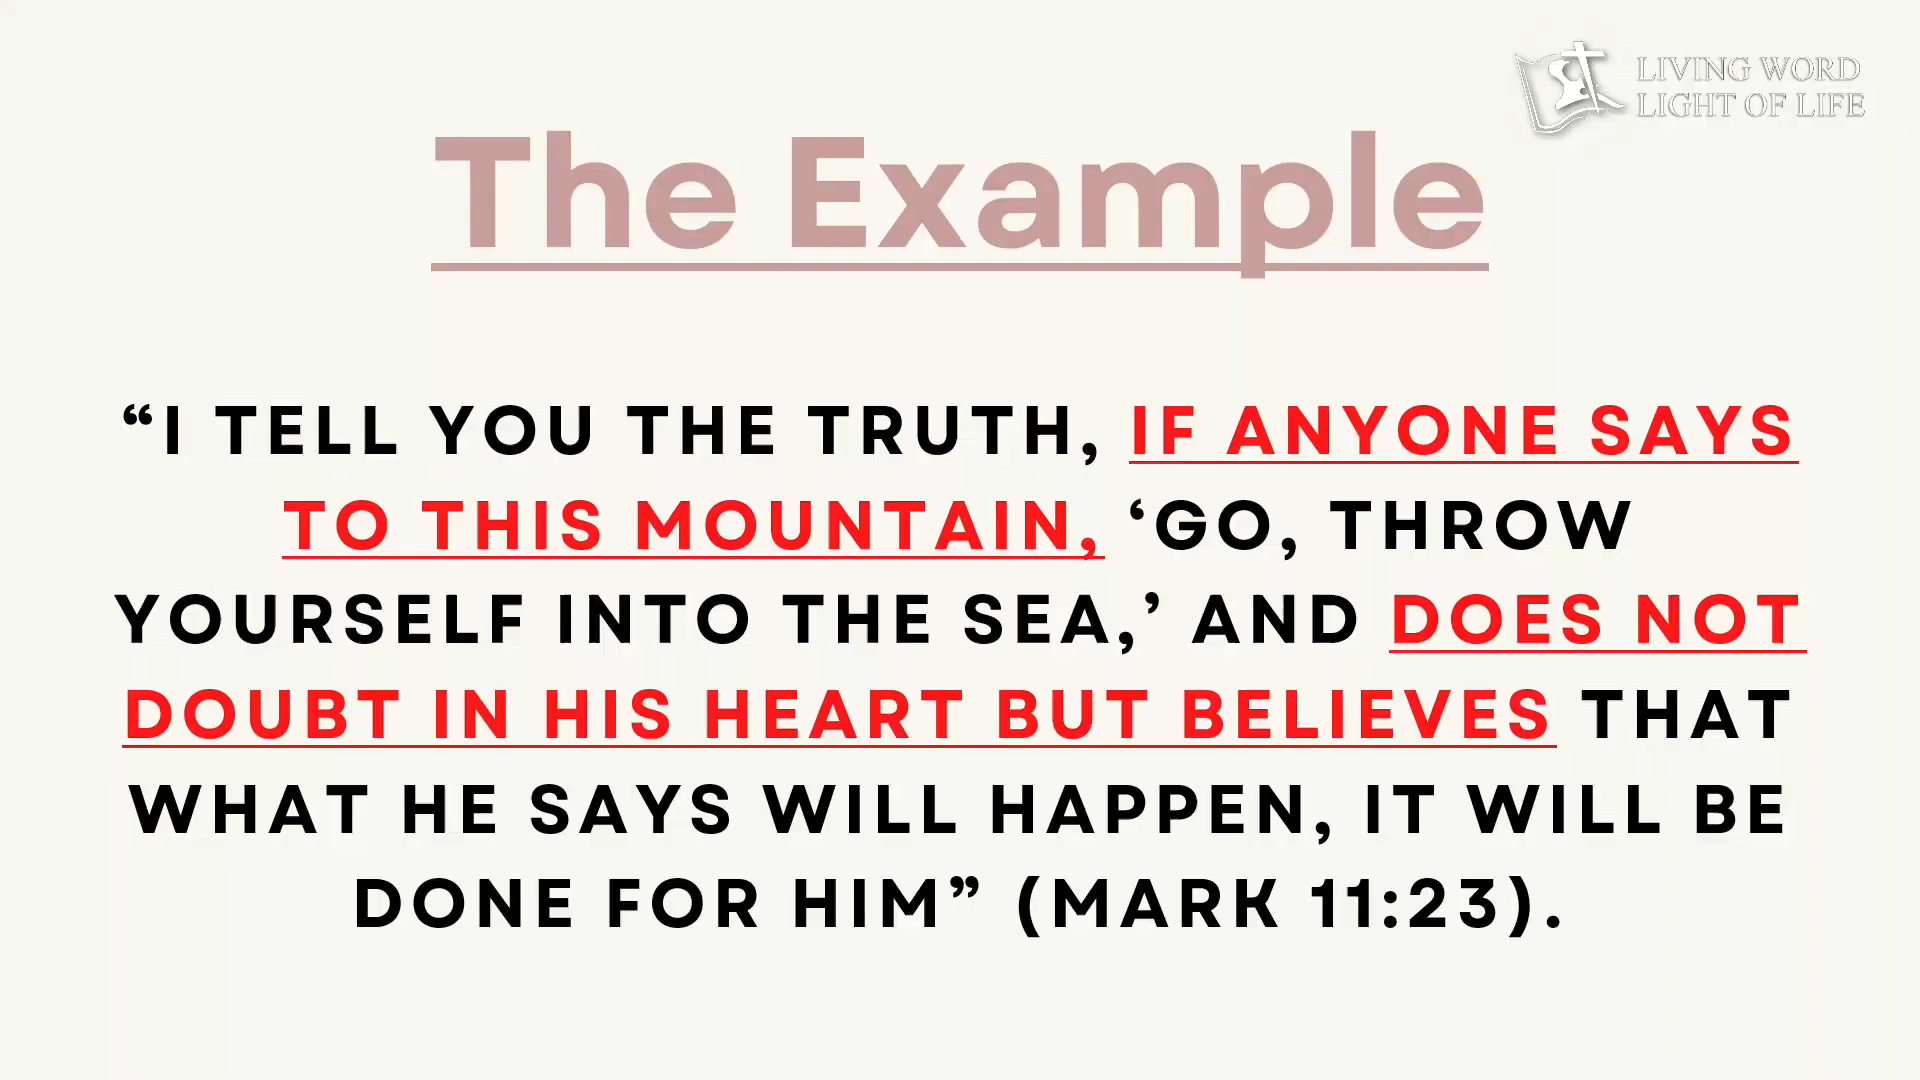 LIVING WORD
LIGHT OF LIFE
The Example
“I TELL YOU THE TRUTH, IF ANYONE SAYS
TO THIS MOUNTAIN, ‘GO, THROW
YOURSELF INTO THE SEA,’ AND DOES NOT
DOUBT IN HIS HEART BUT BELIEVES THAT
WHAT HE SAYS WILL HAPPEN, IT WILL BE
DONE FOR HIM” (MARK 11:23).